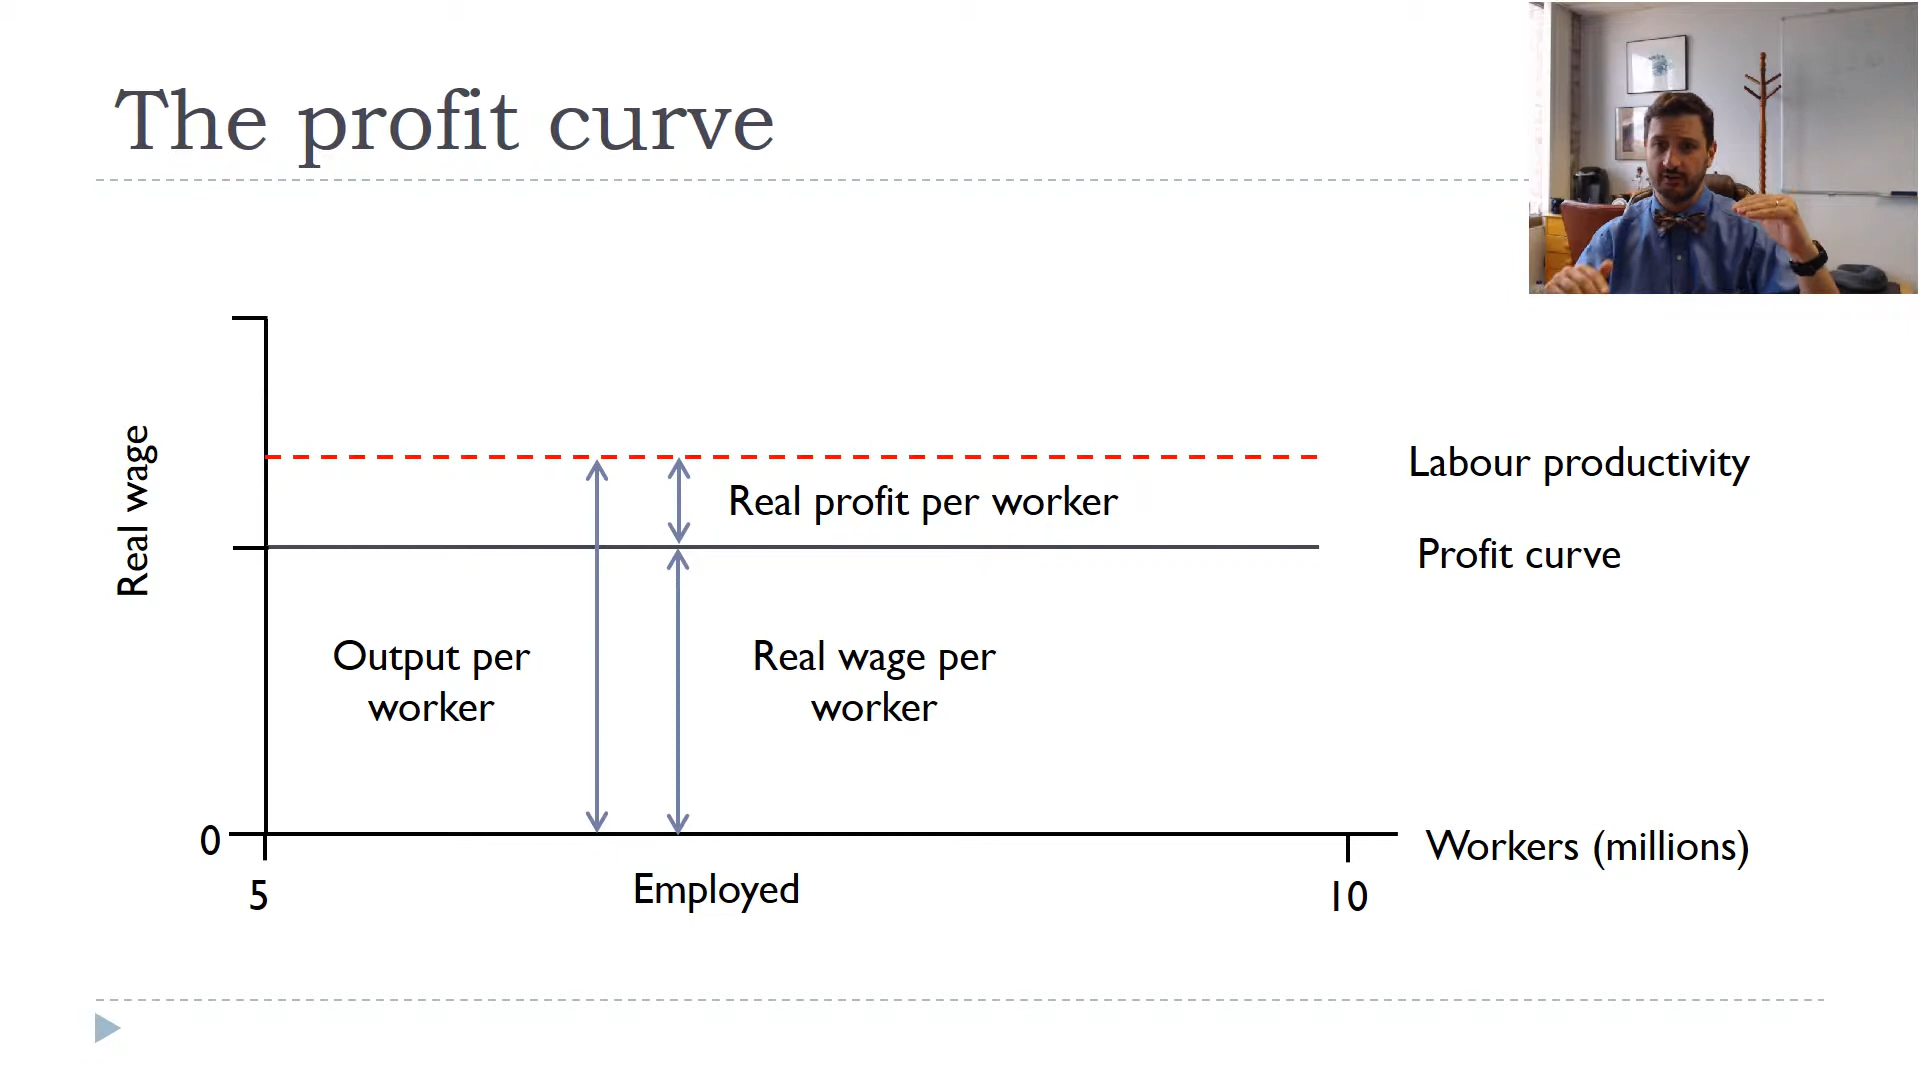 The profit curve
Real wage
Labour productivity
Real profit per worker
Profit curve
Output per
worker
Real wage per
worker
0
Workers (millions)
5
Employed
10